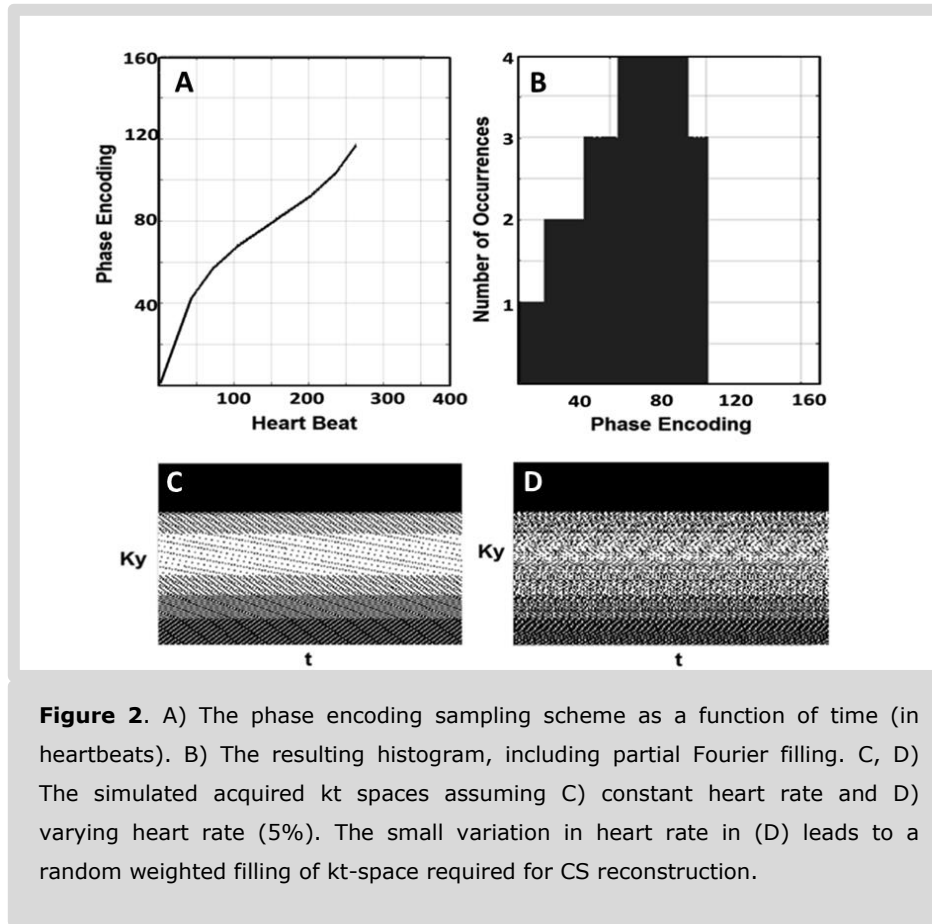 A
160
120
80
40
Phase Encoding
100 200 300 400
Heart Beat
B
4
3
2
1
Number of Occurrences
40 80 120 160
Phase Encoding
C
Ky
t
D
Ky
t
Figure 2. A) The phase encoding sampling scheme as a function of time (in
heartbeats). B) The resulting histogram, including partial Fourier filling. C, D)
The simulated acquired kt spaces assuming C) constant heart rate and D)
varying heart rate (5%). The small variation in heart rate in (D) leads to a
random weighted filling of kt-space required for CS reconstruction.